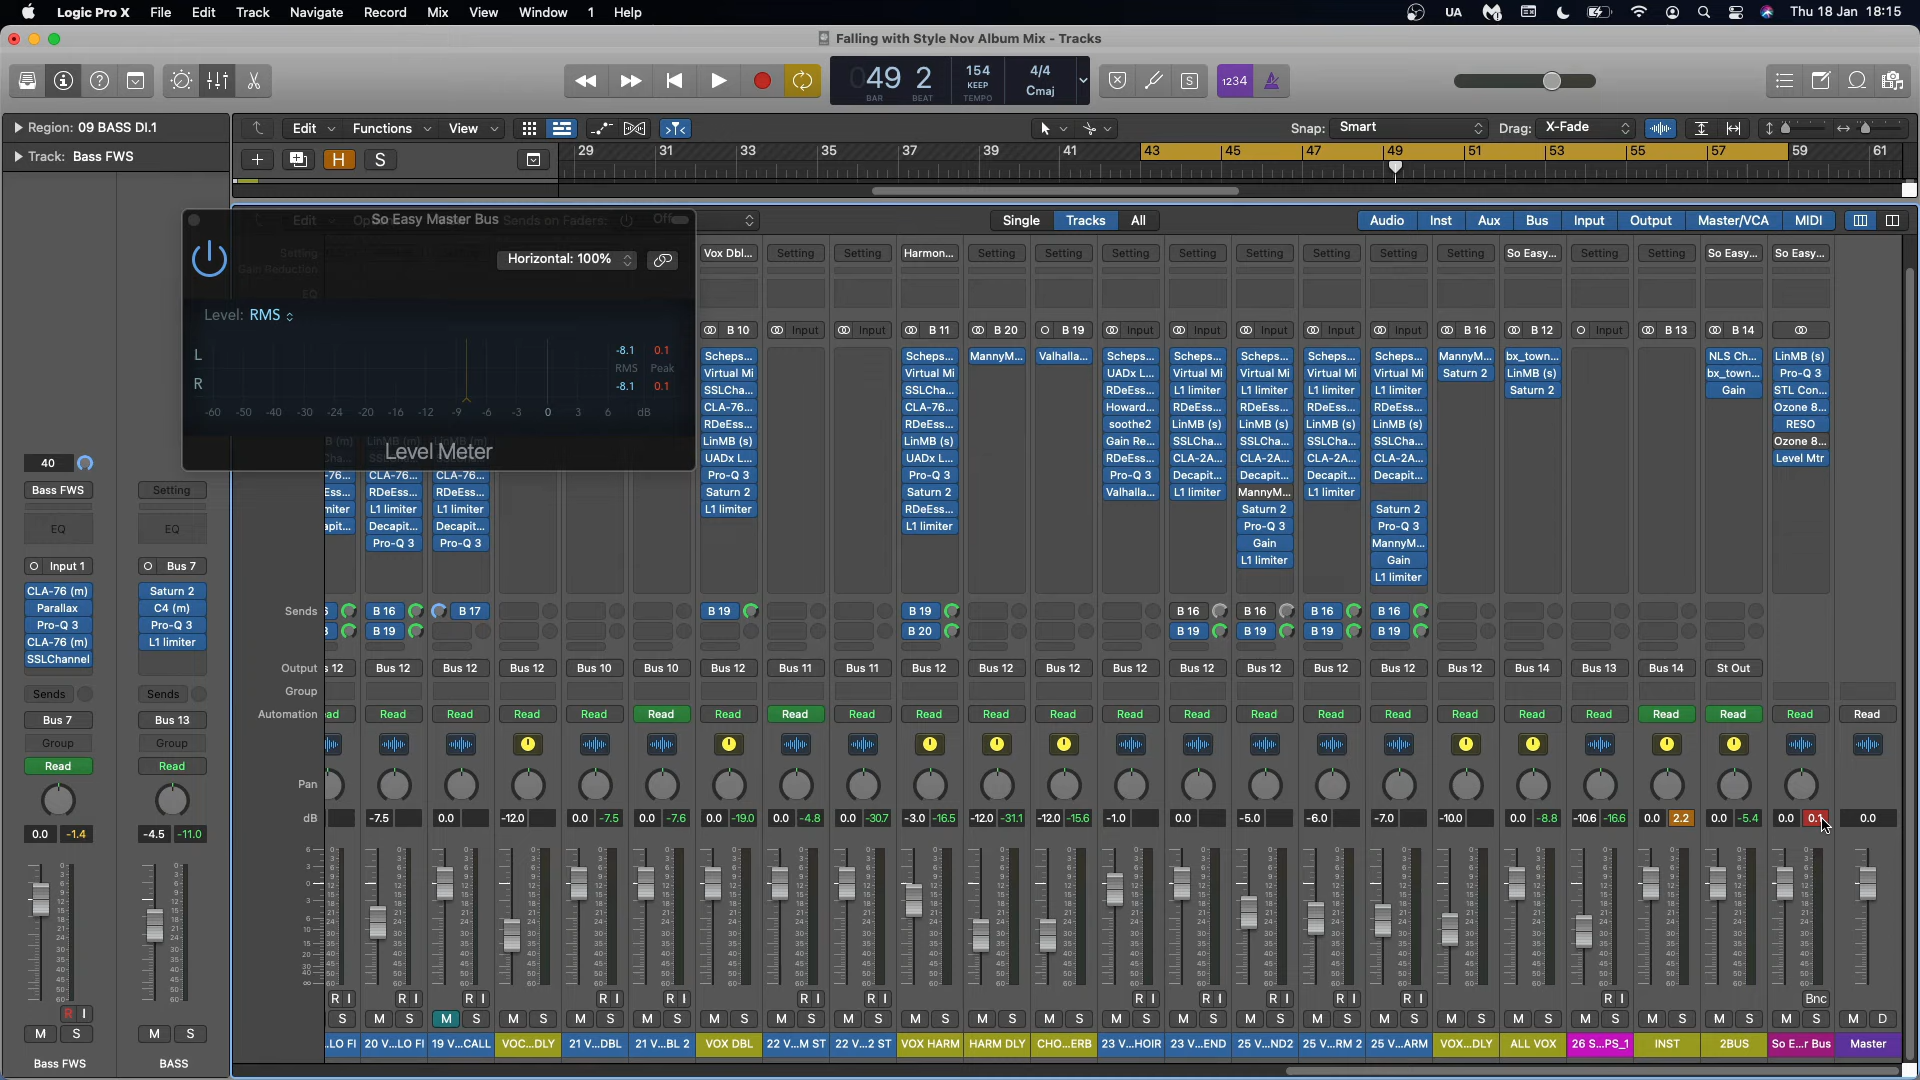 Logic Pro X File Edit Track Navigate Record Mix View Window 1 Help UA Thu 18 Jan 18:15
Falling with Style Nov Album Mix - Tracks
49 2 154 4/4
KEEP Cmaj
BAR BEAT TEMPO
1234
S
Region: 09 BASS DI.1
Track: Bass FWS
Edit Functions View Snap: Smart Drag: X-Fade
H S
29 31 33 35 37 39 41 43 45 47 49 51 53 55 57 59 61
So Easy Master Bus
Sends on Faders: Off
Single Tracks All Audio Inst Aux Bus Input Output Master/VCA MIDI
Horizontal: 100%
Level: RMS
L -8.1 0.1
RMS Peak
R -8.1 0.1
-60 -50 -40 -30 -24 -20 -16 -12 -9 -6 -3 0 3 6 dB
Level Meter
Vox Dbl... Setting Setting Harmon... Setting Setting Setting Setting Setting Setting Setting Setting So Easy... Setting Setting So Easy... So Easy...
B 10 Input Input B 11 B 20 B 19 Input Input Input Input Input B 16 B 12 Input B 13 B 14
Scheps... Scheps... MannyM... Valhalla... Scheps... Scheps... Scheps... Scheps... Scheps... MannyM... bx_town... NLS Ch... LinMB (s)
Virtual Mi Virtual Mi UADx L... Virtual Mi Virtual Mi Virtual Mi Virtual Mi Saturn 2 LinMB (s) bx_town... Pro-Q 3
SSLCha... SSLCha... RDeEss... L1 limiter L1 limiter L1 limiter L1 limiter Saturn 2 Gain STL Con...
CLA-76... CLA-76... Howard... RDeEss... RDeEss... RDeEss... RDeEss... Ozone 8...
RDeEss... RDeEss... soothe2 LinMB (s) LinMB (s) LinMB (s) LinMB (s) RESO
LinMB (s) LinMB (s) Gain Re... SSLCha... SSLCha... SSLCha... SSLCha... Ozone 8...
UADx L... UADx L... RDeEss... CLA-2A... CLA-2A... CLA-2A... CLA-2A... Level Mtr
CLA-76... CLA-76... Pro-Q 3 Pro-Q 3 Pro-Q 3 Decapit... Decapit... Decapit... Decapit...
RDeEss... RDeEss... Saturn 2 Saturn 2 Valhalla... L1 limiter MannyM... L1 limiter
L1 limiter L1 limiter L1 limiter RDeEss... Saturn 2 Saturn 2
Decapit... Decapit... L1 limiter Pro-Q 3 Pro-Q 3
Pro-Q 3 Pro-Q 3 Gain MannyM...
L1 limiter Gain
L1 limiter
40
Bass FWS Setting
EQ EQ
Input 1 Bus 7
CLA-76 (m) Saturn 2
Parallax C4 (m)
Pro-Q 3 Pro-Q 3
CLA-76 (m) L1 limiter
SSLChannel
Sends Sends
Bus 7 Bus 13
Group Group
Read Read
0.0 -1.4 -4.5 -11.0
R I
M S M S
Bass FWS BASS
Sends B 16 B 17 B 19 B 19 B 16 B 16 B 16 B 16
B 19 B 20 B 19 B 19 B 19 B 19
Output Bus 12 Bus 12 Bus 12 Bus 10 Bus 10 Bus 12 Bus 11 Bus 11 Bus 12 Bus 12 Bus 12 Bus 12 Bus 12 Bus 12 Bus 12 Bus 12 Bus 12 Bus 14 Bus 13 Bus 14 St Out
Group
Automation Read Read Read Read Read Read Read Read Read Read Read Read Read Read Read Read Read Read Read Read Read Read Read
Pan
dB -7.5 0.0 -12.0 0.0 -7.5 0.0 -7.6 0.0 -19.0 0.0 -4.8 0.0 -30.7 -3.0 -16.5 -12.0 -31.1 -12.0 -15.6 -1.0 0.0 -5.0 -6.0 -7.0 -10.0 0.0 -8.8 -10.6 -16.6 0.0 2.2 0.0 -5.4 0.0 0.1 0.0
R I R I R I R I R I R I R I R I R I R I R I R I R I Bnc
S M S M S M S M S M S M S M S M S M S M S M S M S M S M S M S M S M S M S M S M S M S M S M D
...LO FI 20 V...LO FI 19 V...CALL VOC...DLY 21 V...DBL 21 V...BL 2 VOX DBL 22 V...M ST 22 V...2 ST VOX HARM HARM DLY CHO...ERB 23 V...HOIR 23 V...END 25 V...ND2 25 V...RM 2 25 V...ARM VOX...DLY ALL VOX 26 S...PS_1 INST 2BUS So E...r Bus Master